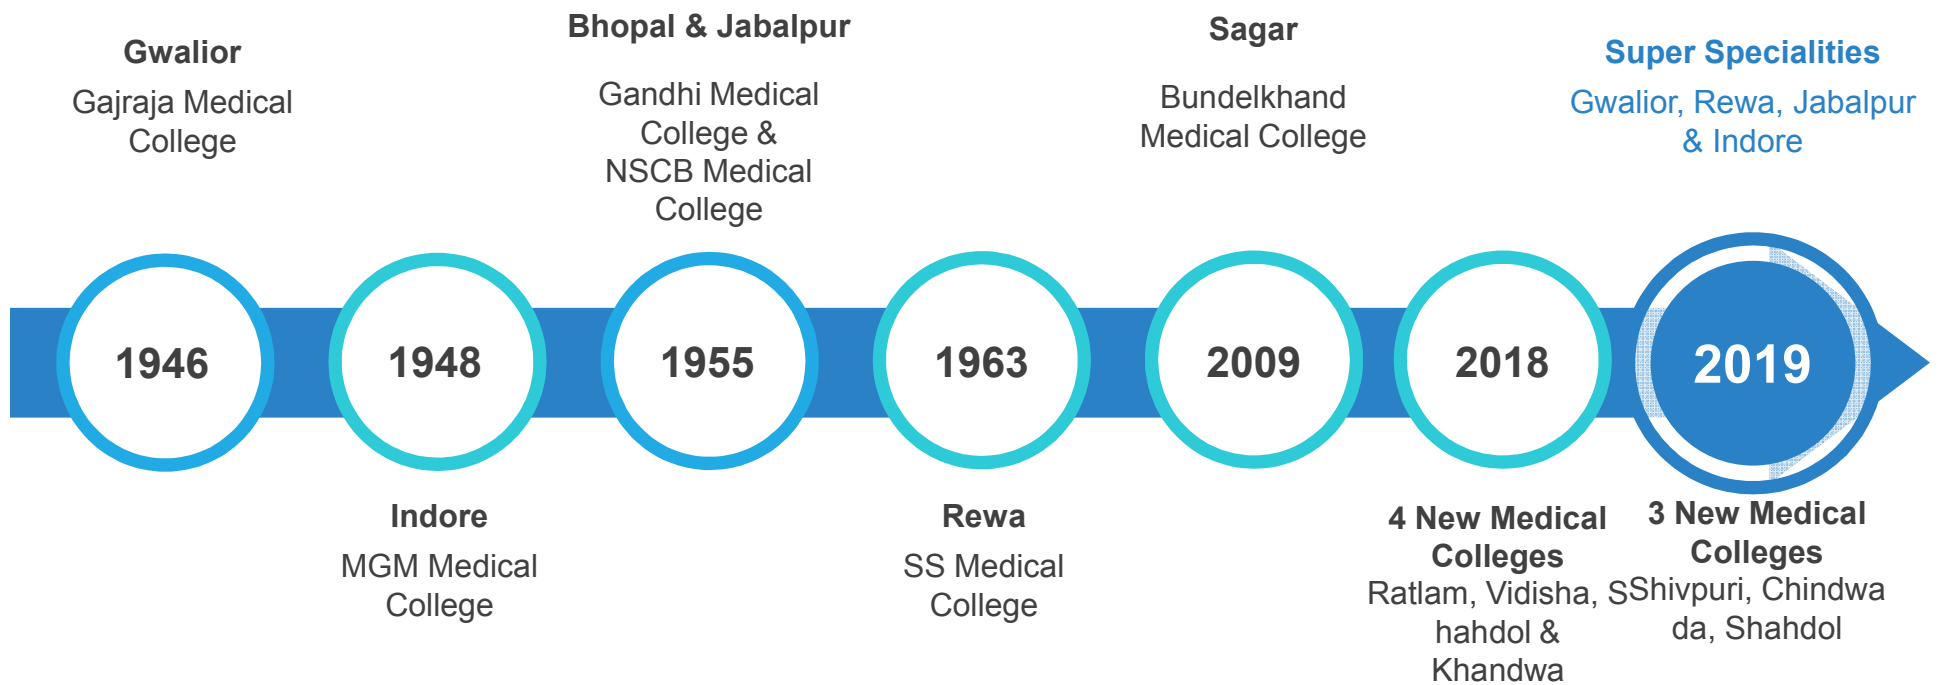 Gwalior
Gajraja Medical
College
1946
1948
Indore
MGM Medical
College
Bhopal & Jabalpur
Gandhi Medical
College &
NSCB Medical
College
1955
1963
Rewa
SS Medical
College
Sagar
Bundelkhand
Medical College
2009
2018
4 New Medical
Colleges
Ratlam, Vidisha, S
hahdol &
Khandwa
Super Specialities
Gwalior, Rewa, Jabalpur
& Indore
2019
3 New Medical
Colleges
Shivpuri, Chindwa
da, Shahdol